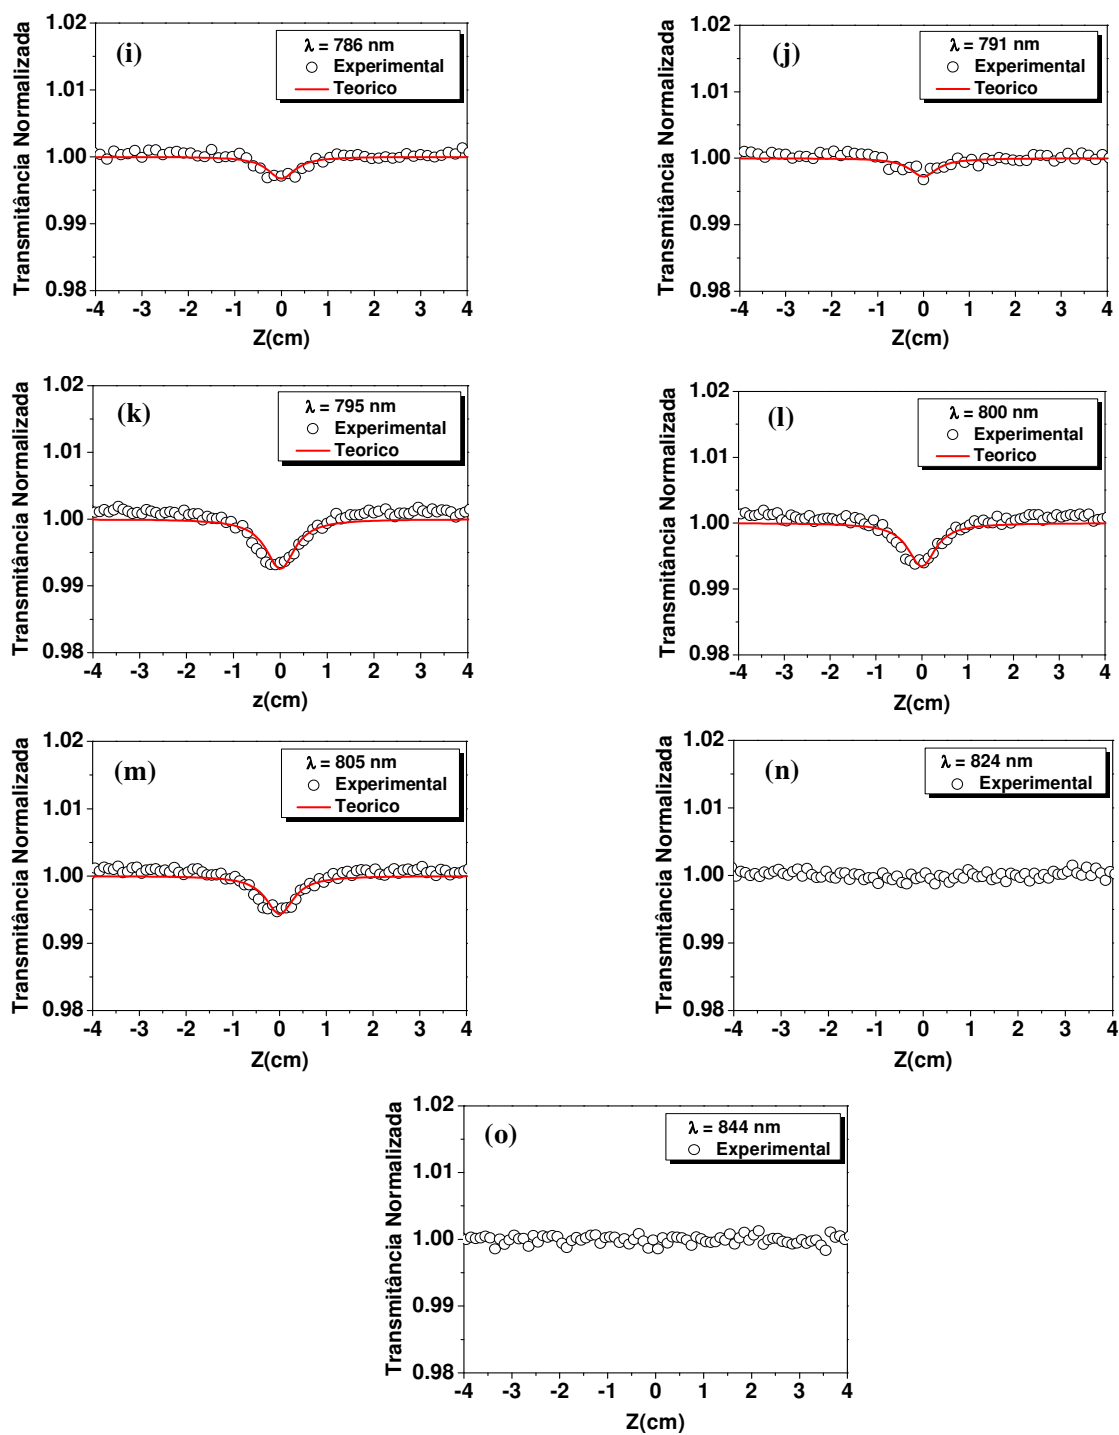 (i)
λ = 786 nm
Experimental
Teorico
Transmitância Normalizada
1.02
1.01
1.00
0.99
0.98
-4 -3 -2 -1 0 1 2 3 4
Z(cm)
(j)
λ = 791 nm
Experimental
Teorico
Transmitância Normalizada
1.02
1.01
1.00
0.99
0.98
-4 -3 -2 -1 0 1 2 3 4
Z(cm)
(k)
λ = 795 nm
Experimental
Teorico
Transmitância Normalizada
1.02
1.01
1.00
0.99
0.98
-4 -3 -2 -1 0 1 2 3 4
z(cm)
(l)
λ = 800 nm
Experimental
Teorico
Transmitância Normalizada
1.02
1.01
1.00
0.99
0.98
-4 -3 -2 -1 0 1 2 3 4
Z(cm)
(m)
λ = 805 nm
Experimental
Teorico
Transmitância Normalizada
1.02
1.01
1.00
0.99
0.98
-4 -3 -2 -1 0 1 2 3 4
Z(cm)
(n)
λ = 824 nm
Experimental
Transmitância Normalizada
1.02
1.01
1.00
0.99
0.98
-4 -3 -2 -1 0 1 2 3 4
Z(cm)
(o)
λ = 844 nm
Experimental
Transmitância Normalizada
1.02
1.01
1.00
0.99
0.98
-4 -3 -2 -1 0 1 2 3 4
Z(cm)